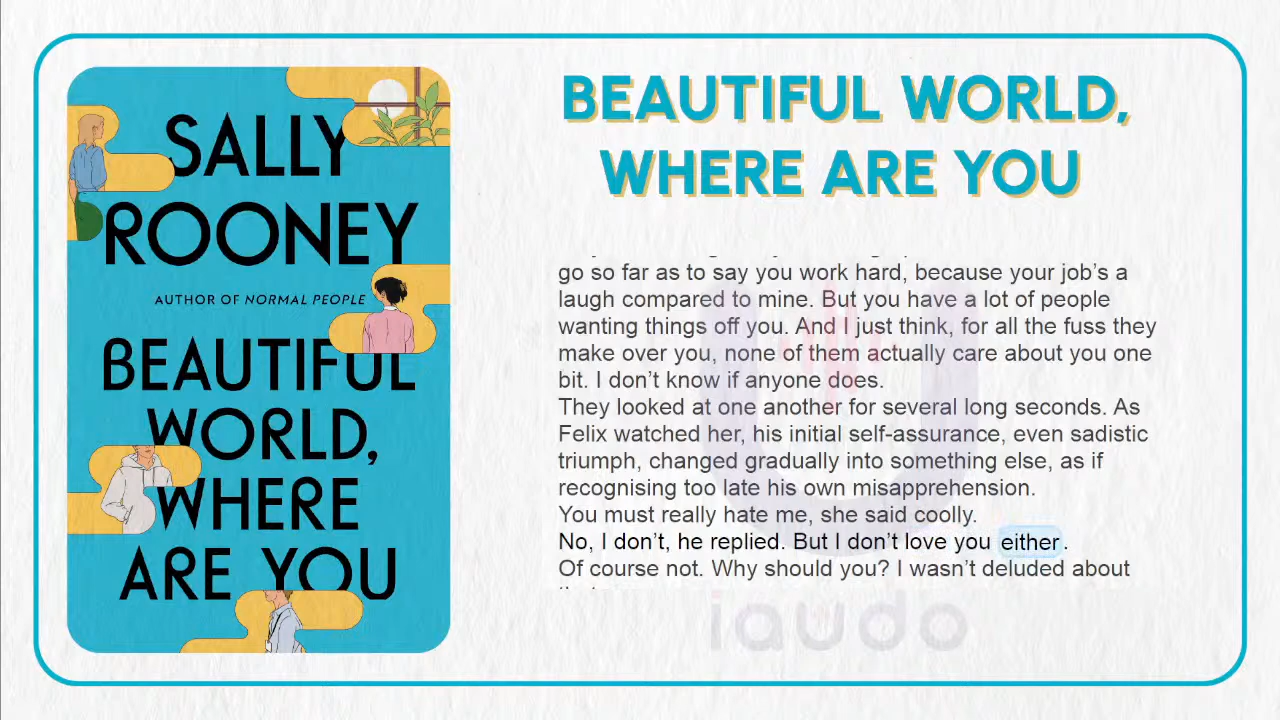 SALLY
ROONEY
AUTHOR OF NORMAL PEOPLE
BEAUTIFUL
WORLD,
WHERE
ARE YOU
BEAUTIFUL WORLD,
WHERE ARE YOU
go so far as to say you work hard, because your job's a
laugh compared to mine. But you have a lot of people
wanting things off you. And I just think, for all the fuss they
make over you, none of them actually care about you one
bit. I don't know if anyone does.
They looked at one another for several long seconds. As
Felix watched her, his initial self-assurance, even sadistic
triumph, changed gradually into something else, as if
recognising too late his own misapprehension.
You must really hate me, she said coolly.
No, I don't, he replied. But I don't love you either.
Of course not. Why should you? I wasn't deluded about
iaudo